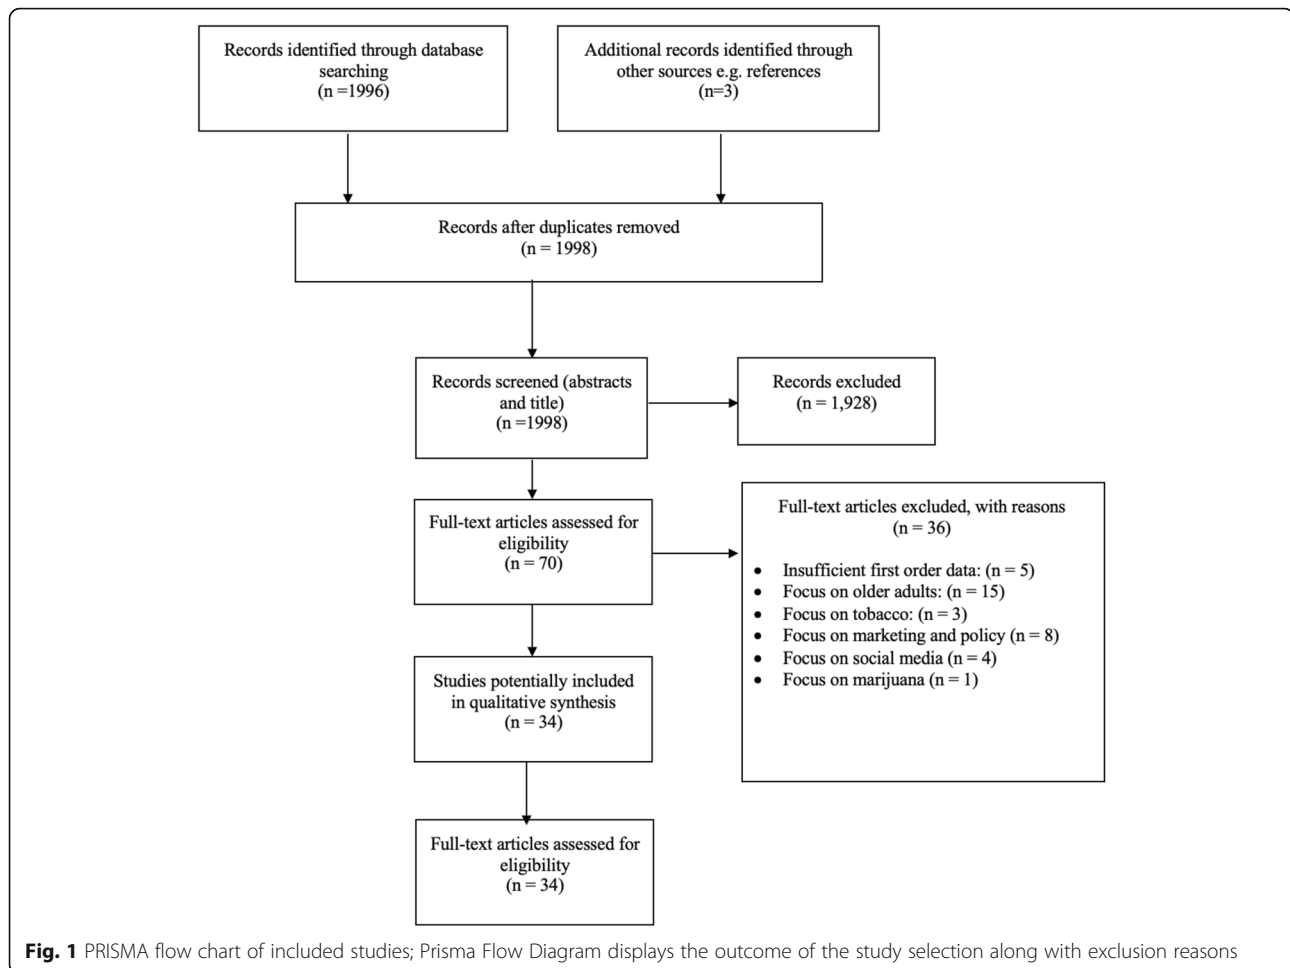 Records identified through database
searching
(n =1996)
Additional records identified through
other sources e.g. references
(n=3)
Records after duplicates removed
(n = 1998)
Records screened (abstracts
and title)
(n =1998)
Records excluded
(n = 1,928)
Full-text articles assessed for
eligibility
(n = 70)
Full-text articles excluded, with reasons
(n = 36)
• Insufficient first order data: (n = 5)
• Focus on older adults: (n = 15)
• Focus on tobacco: (n = 3)
• Focus on marketing and policy (n = 8)
• Focus on social media (n = 4)
• Focus on marijuana (n = 1)
Studies potentially included
in qualitative synthesis
(n = 34)
Full-text articles assessed for
eligibility
(n = 34)
Fig. 1 PRISMA flow chart of included studies; Prisma Flow Diagram displays the outcome of the study selection along with exclusion reasons